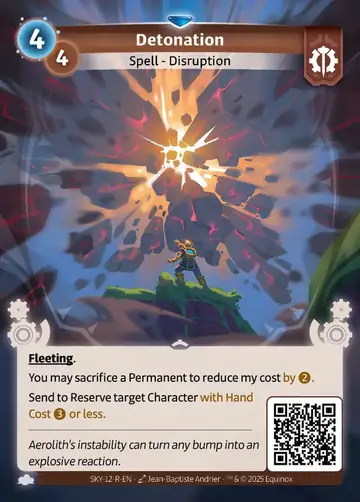 Detonation
4
4
Spell - Disruption
Fleeting.
You may sacrifice a Permanent to reduce my cost by 2.
Send to Reserve target Character with Hand
Cost 3 or less.
Aerolith's instability can turn any bump into an
explosive reaction.
SKY-12-R-EN - Jean-Baptiste Andrier - ™ & © 2025 Equinox